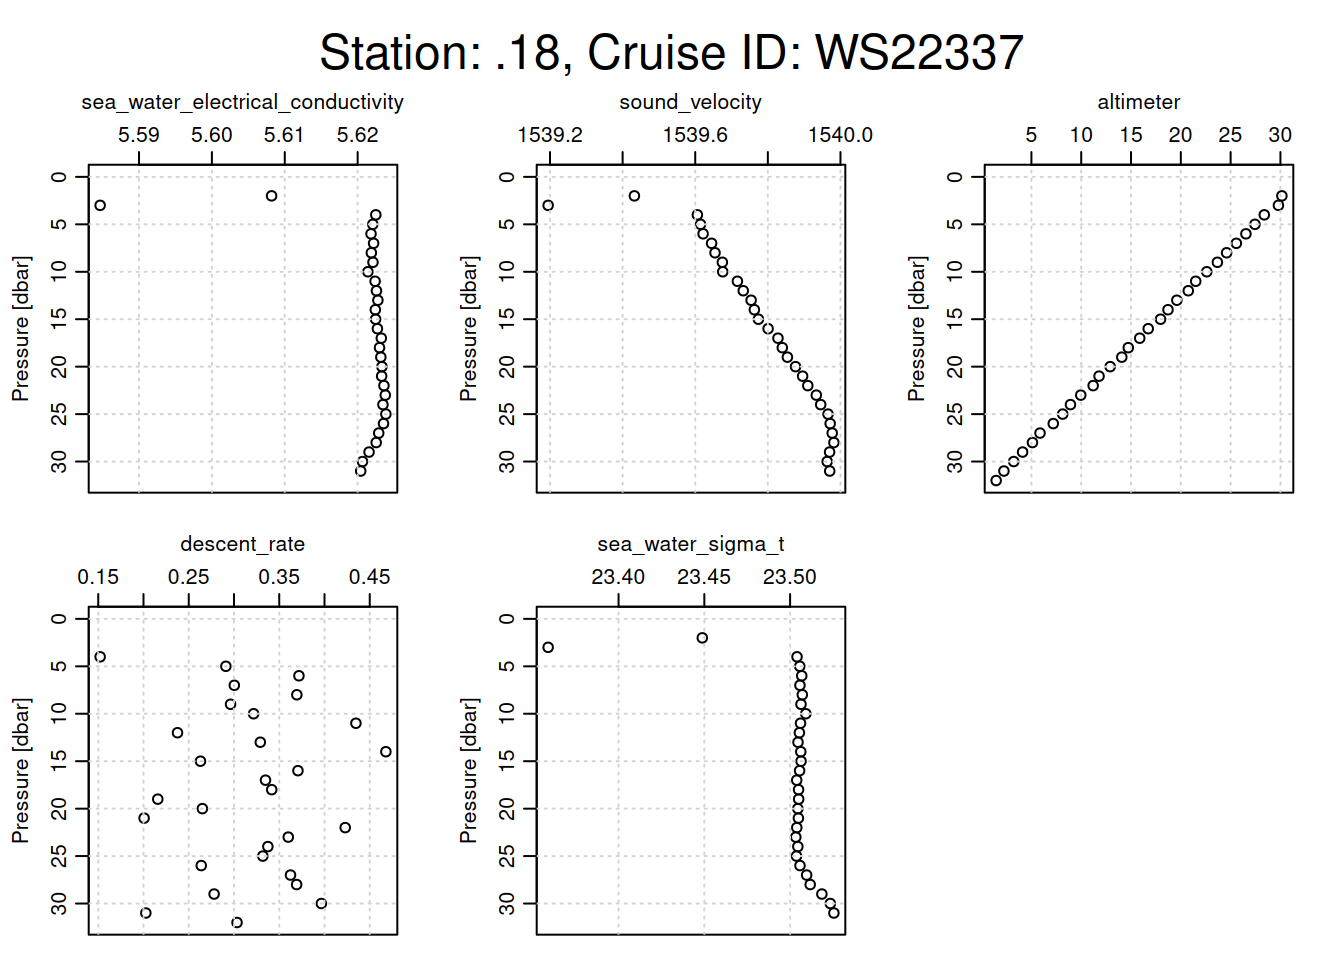 Station: .18, Cruise ID: WS22337
sea_water_electrical_conductivity
5.59 5.60 5.61 5.62
0 5 10 15 20 25 30
Pressure [dbar]
sound_velocity
1539.2 1539.6 1540.0
0 5 10 15 20 25 30
Pressure [dbar]
altimeter
5 10 15 20 25 30
0 5 10 15 20 25 30
Pressure [dbar]
descent_rate
0.15 0.25 0.35 0.45
0 5 10 15 20 25 30
Pressure [dbar]
sea_water_sigma_t
23.40 23.45 23.50
0 5 10 15 20 25 30
Pressure [dbar]